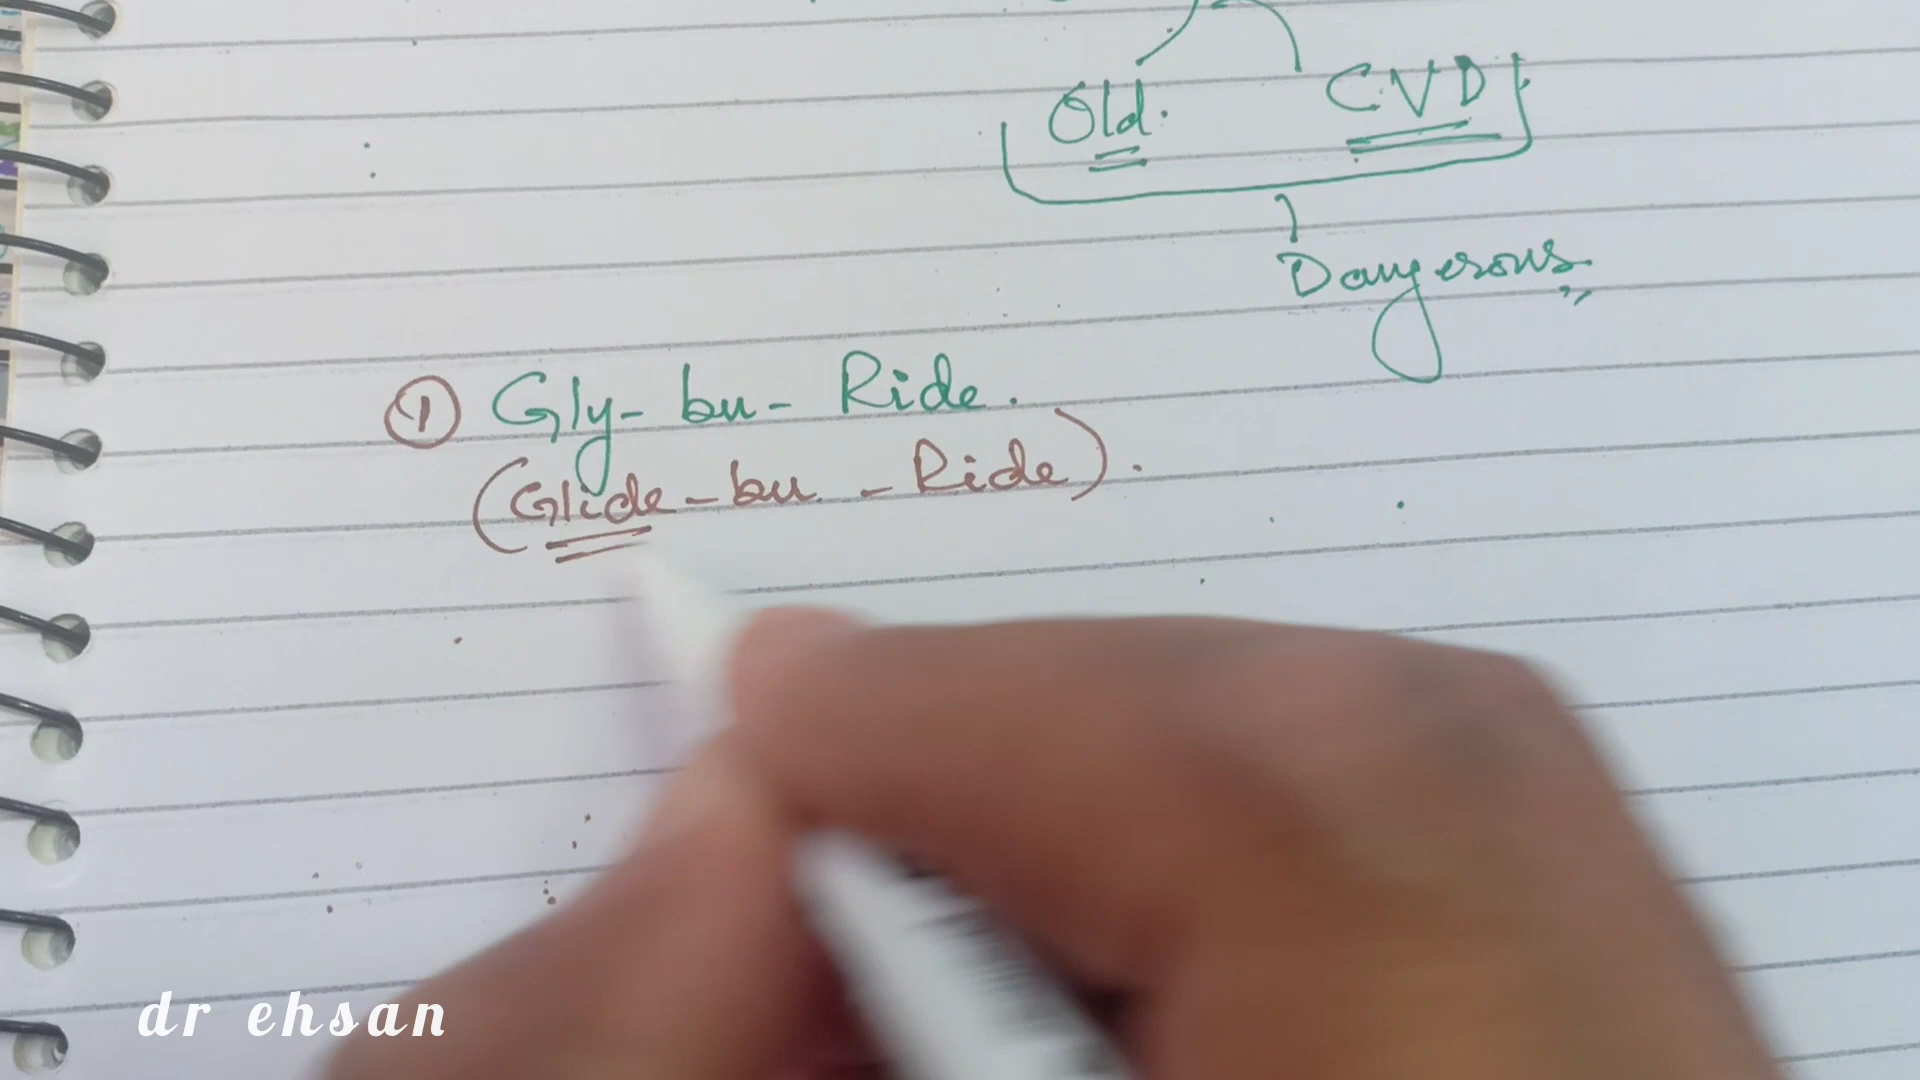 Old. CVD
Dangerous
① Gly- bu- Ride.
(Glide-bu - Ride).
dr ehsan